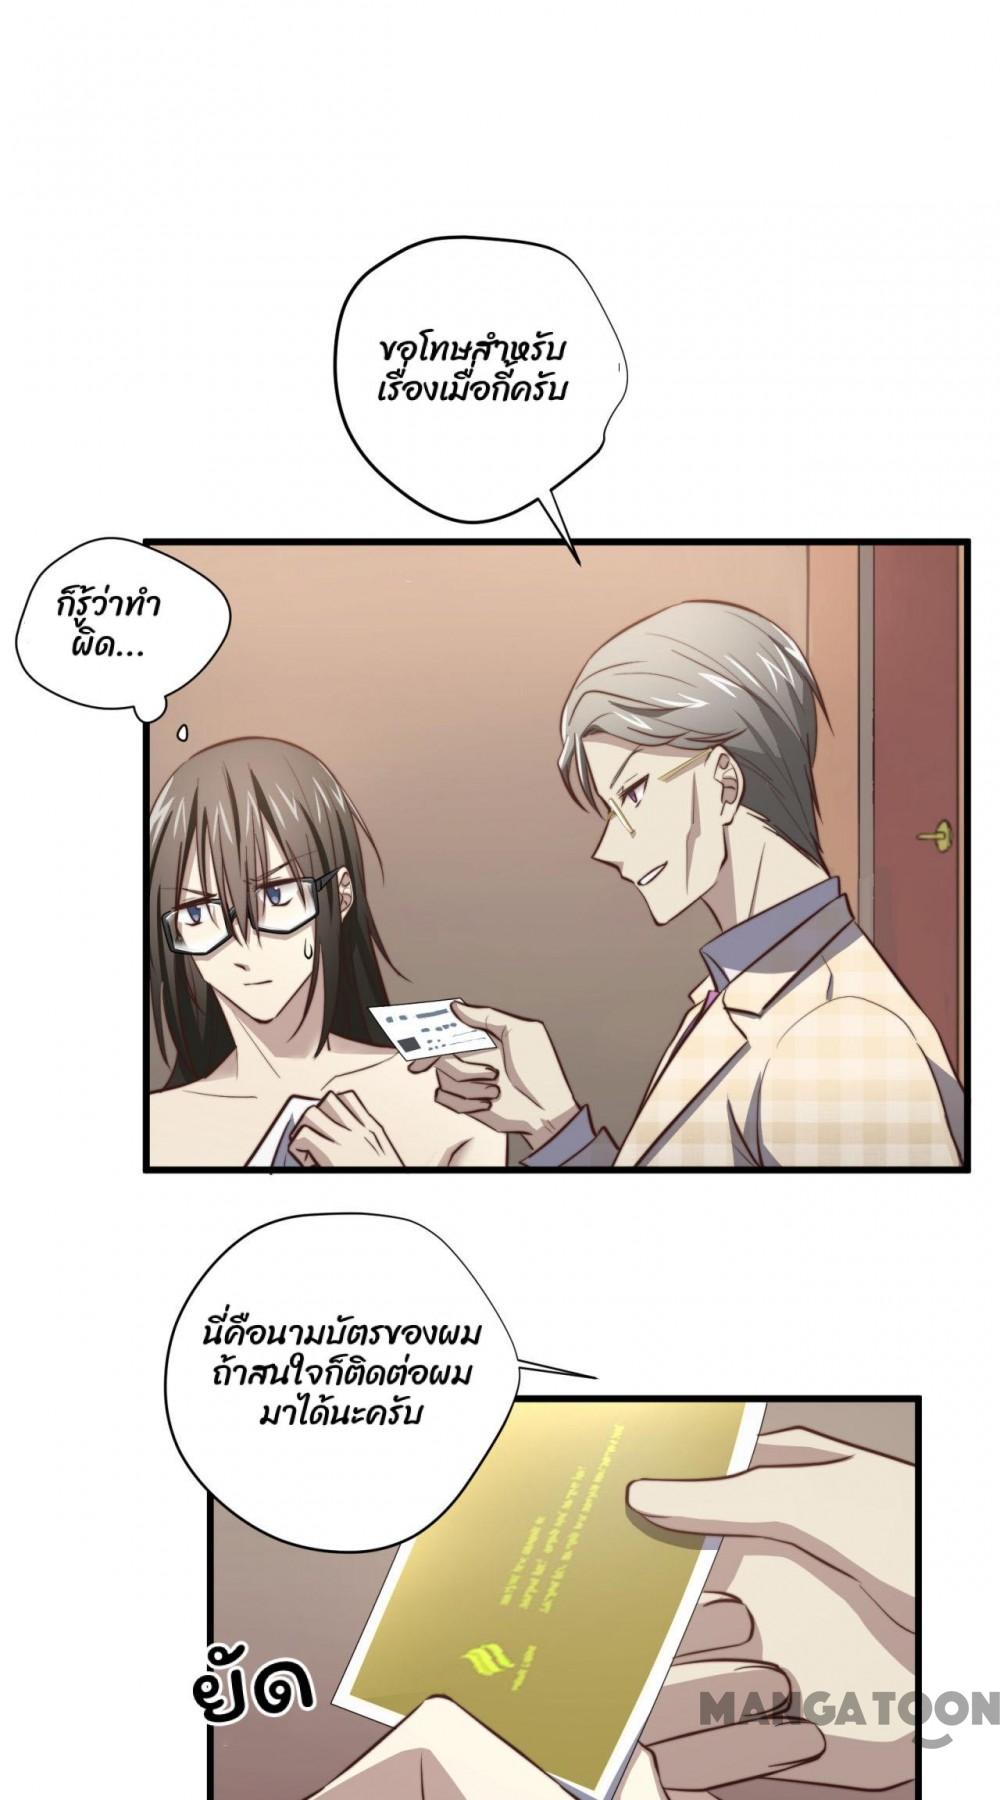 ขอโทษสำหรับ
เรื่องเมื่อกี้ครับ
ก็รู้ว่าทำ
ผิด...
นี่คือนามบัตรของผม
ถ้าสนใจก็ติดต่อผม
มาได้นะครับ
ยัด
MANGATOON